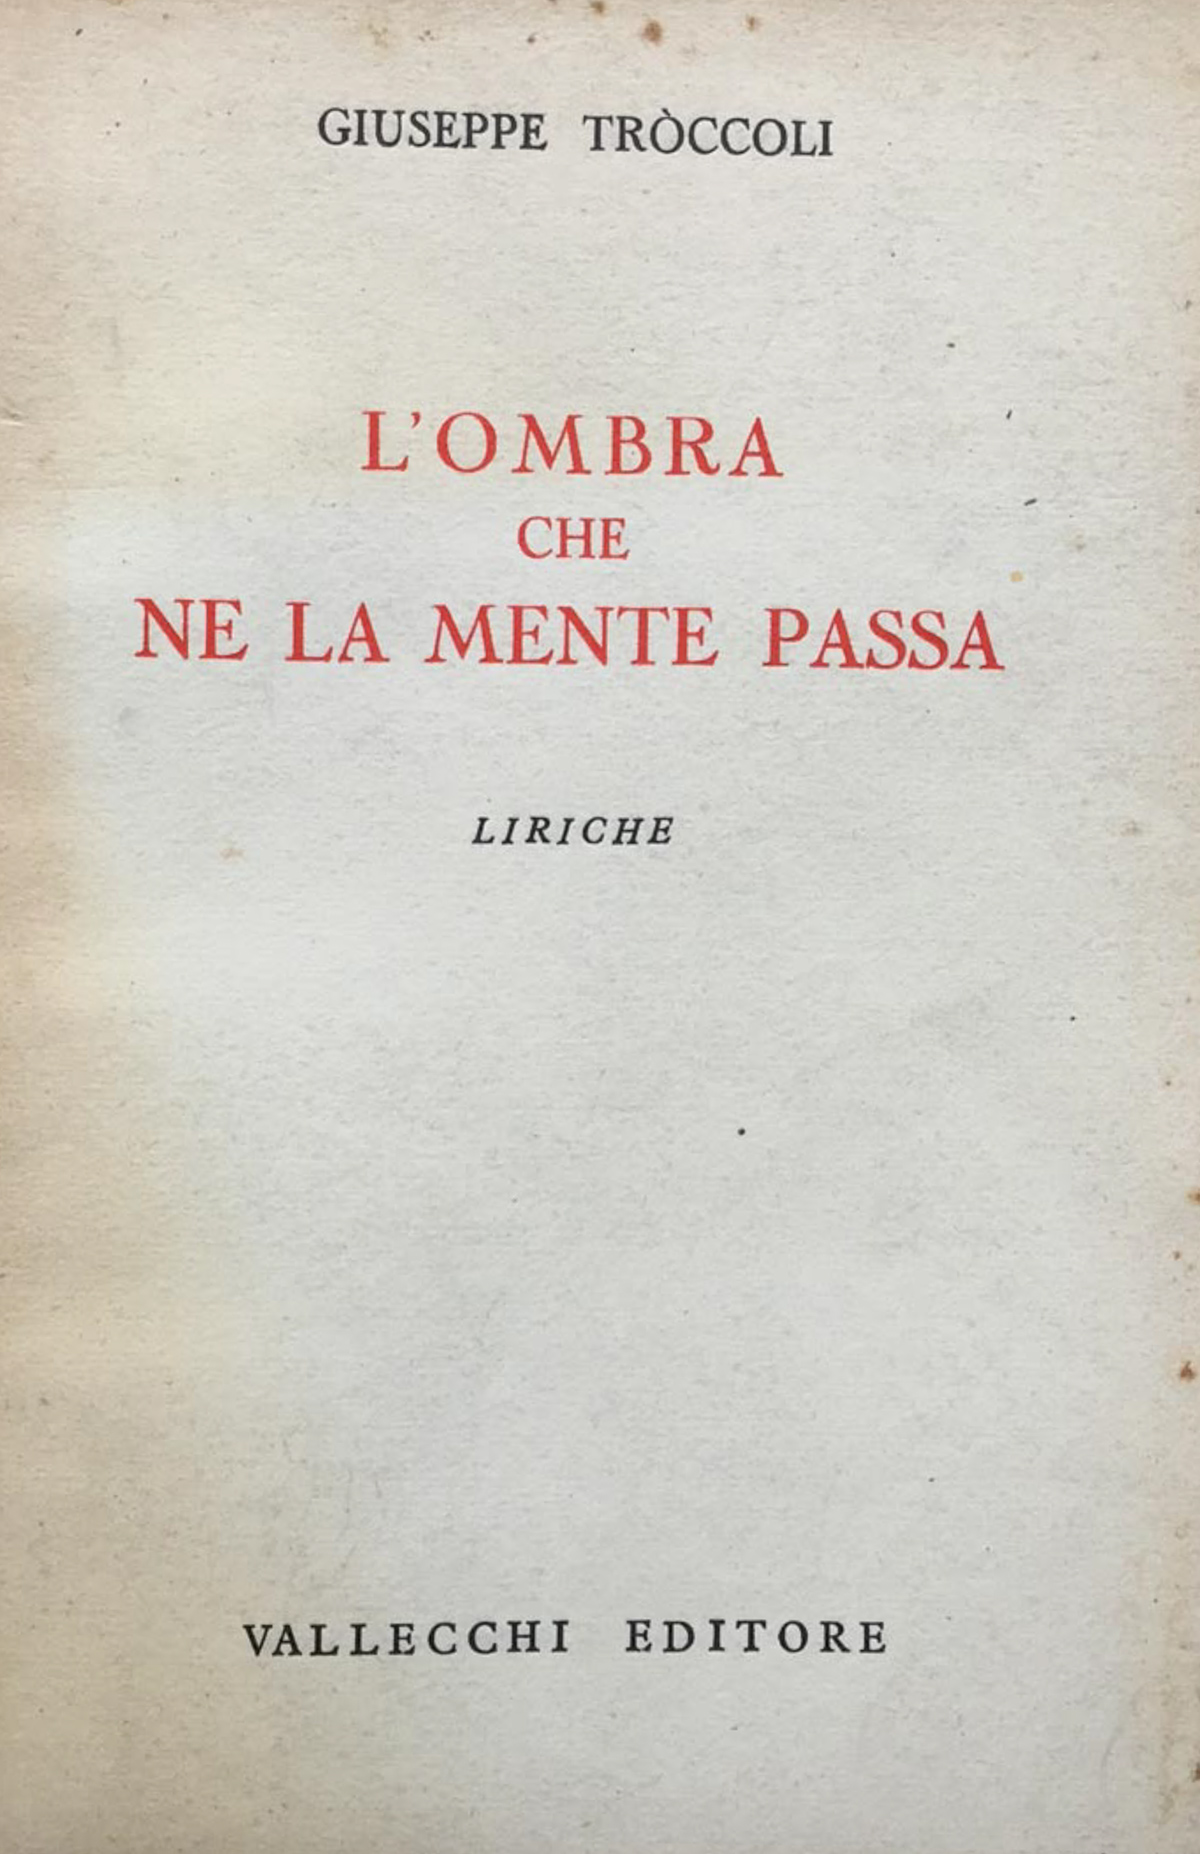 GIUSEPPE TRÒCCOLI
L'OMBRA
CHE
NE LA MENTE PASSA
LIRICHE
VALLECCHI EDITORE